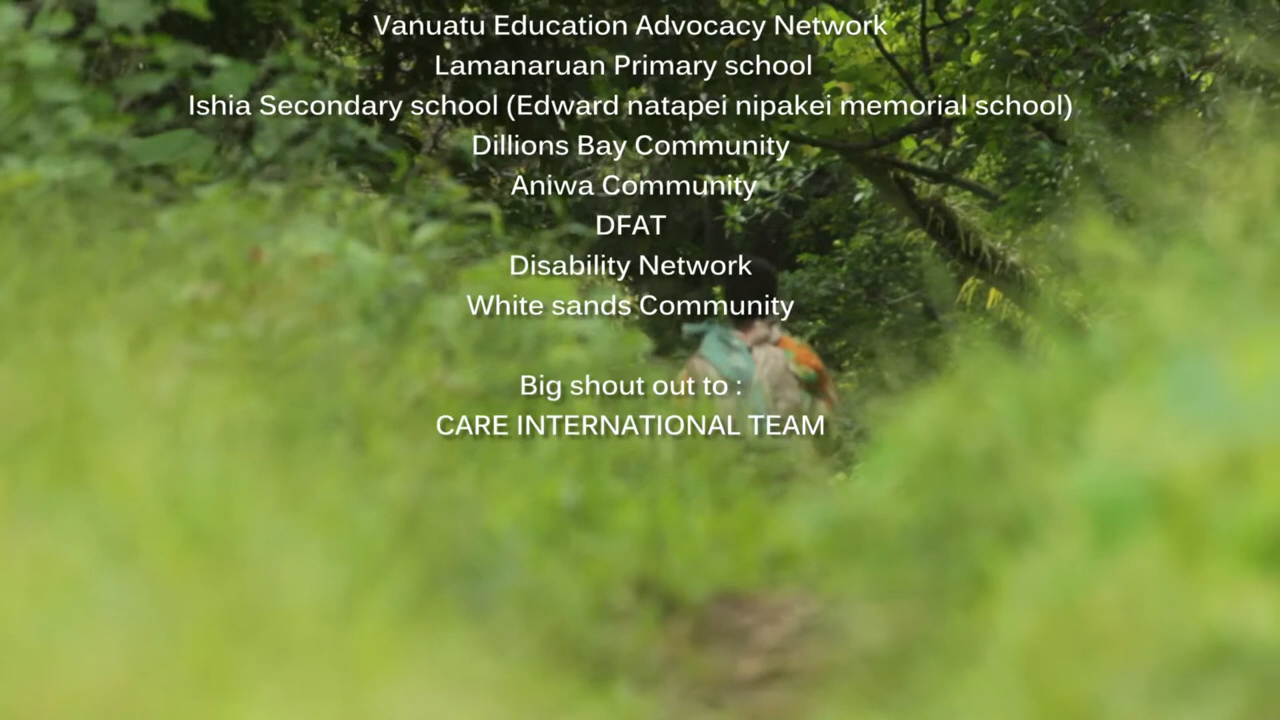 Vanuatu Education Advocacy Network
Lamanaruan Primary school
Ishia Secondary school (Edward natapei nipakei memorial school)
Dillions Bay Community
Aniwa Community
DFAT
Disability Network
White sands Community
Big shout out to :
CARE INTERNATIONAL TEAM